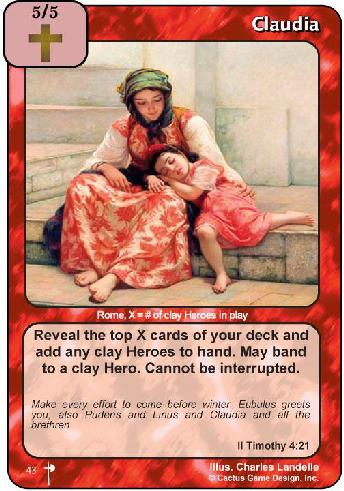 5/5
Claudia
Rome, X = # of clay Heroes in play
Reveal the top X cards of your deck and
add any clay Heroes to hand. May band
to a clay Hero. Cannot be interrupted.
Make every effort to come before winter. Eubulus greets
you, also Pudens and Linus and Claudia and all the
brethren.
II Timothy 4:21
43
Illus. Charles Landelle
© Cactus Game Design, Inc.